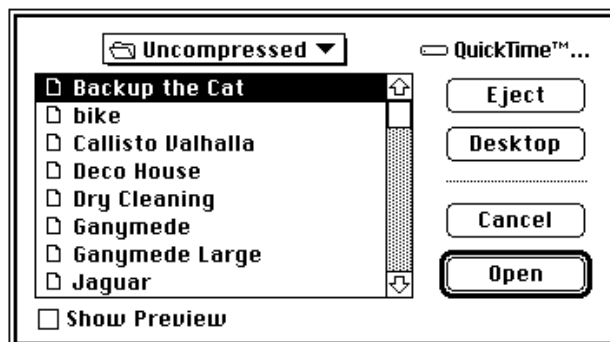 Uncompressed
QuickTime™...
Backup the Cat
bike
Callisto Valhalla
Deco House
Dry Cleaning
Ganymede
Ganymede Large
Jaguar
Show Preview
Eject
Desktop
Cancel
Open